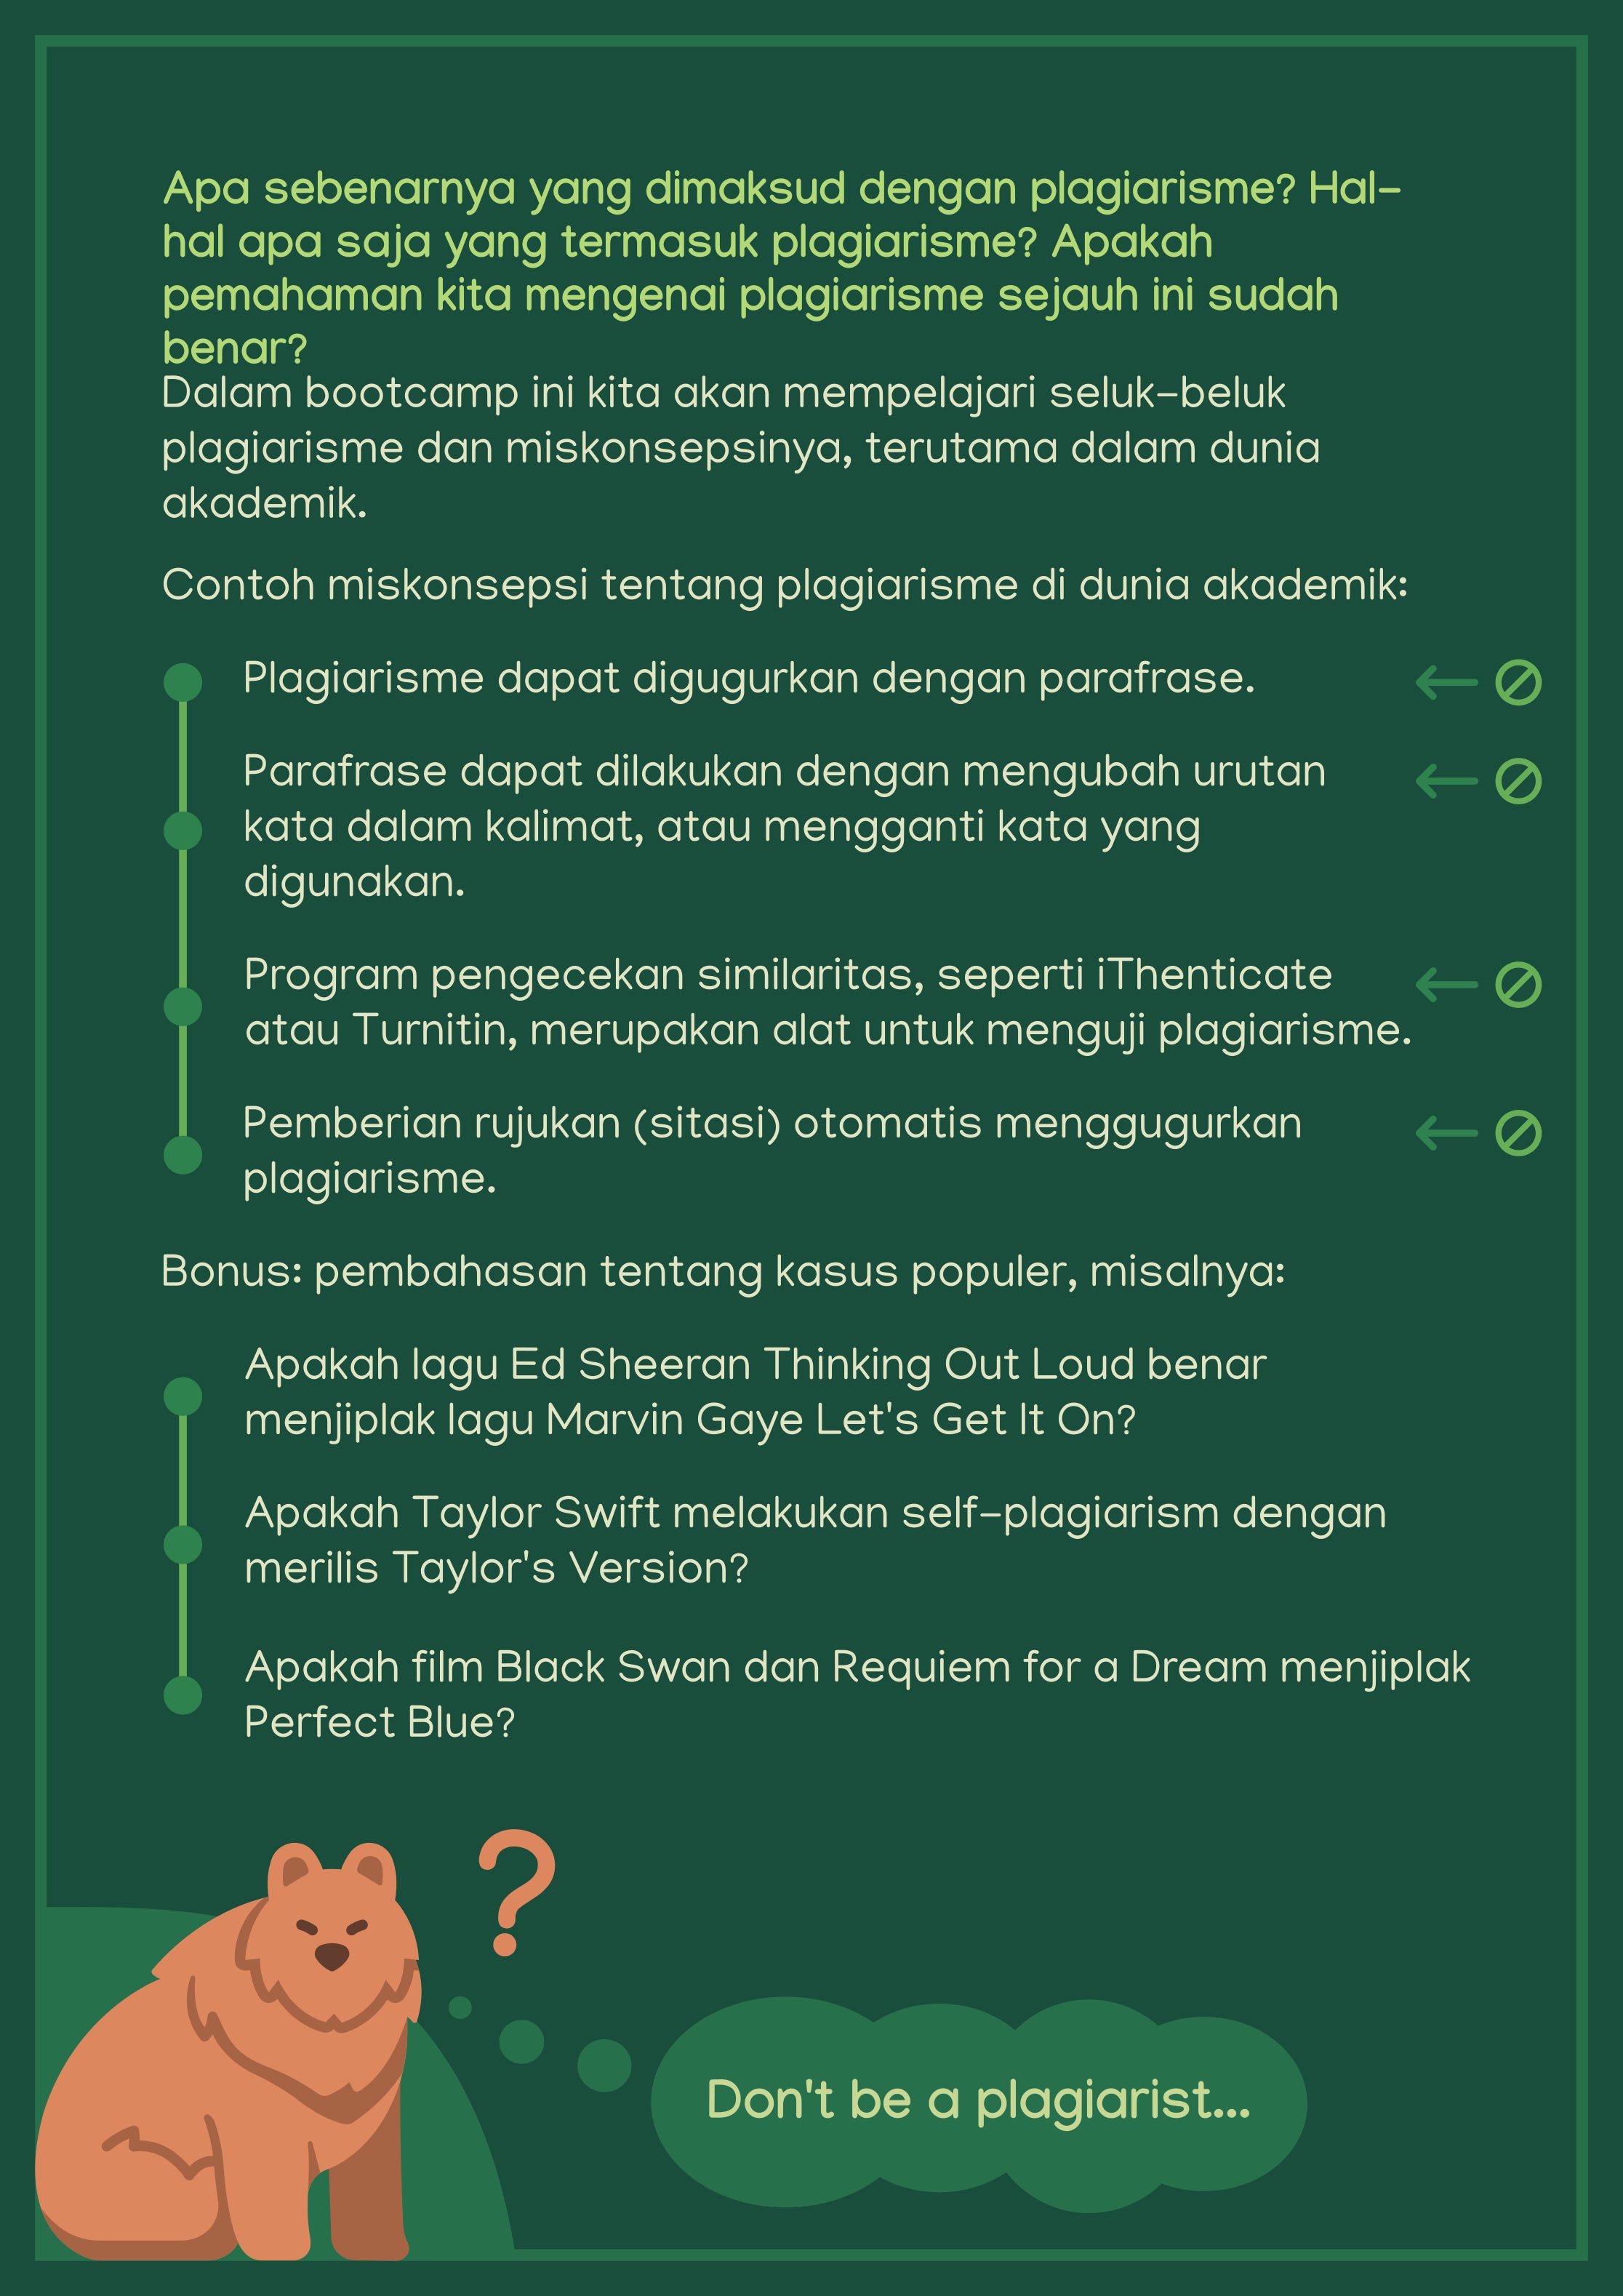 Apa sebenarnya yang dimaksud dengan plagiarisme? Hal-
hal apa saja yang termasuk plagiarisme? Apakah
pemahaman kita mengenai plagiarisme sejauh ini sudah
benar?
Dalam bootcamp ini kita akan mempelajari seluk-beluk
plagiarisme dan miskonsepsinya, terutama dalam dunia
akademik.
Contoh miskonsepsi tentang plagiarisme di dunia akademik:
Plagiarisme dapat digugurkan dengan parafrase.
Parafrase dapat dilakukan dengan mengubah urutan
kata dalam kalimat, atau mengganti kata yang
digunakan.
Program pengecekan similaritas, seperti iThenticate
atau Turnitin, merupakan alat untuk menguji plagiarisme.
Pemberian rujukan (sitasi) otomatis menggugurkan
plagiarisme.
Bonus: pembahasan tentang kasus populer, misalnya:
Apakah lagu Ed Sheeran Thinking Out Loud benar
menjiplak lagu Marvin Gaye Let's Get It On?
Apakah Taylor Swift melakukan self-plagiarism dengan
merilis Taylor's Version?
Apakah film Black Swan dan Requiem for a Dream menjiplak
Perfect Blue?
?
Don't be a plagiarist...